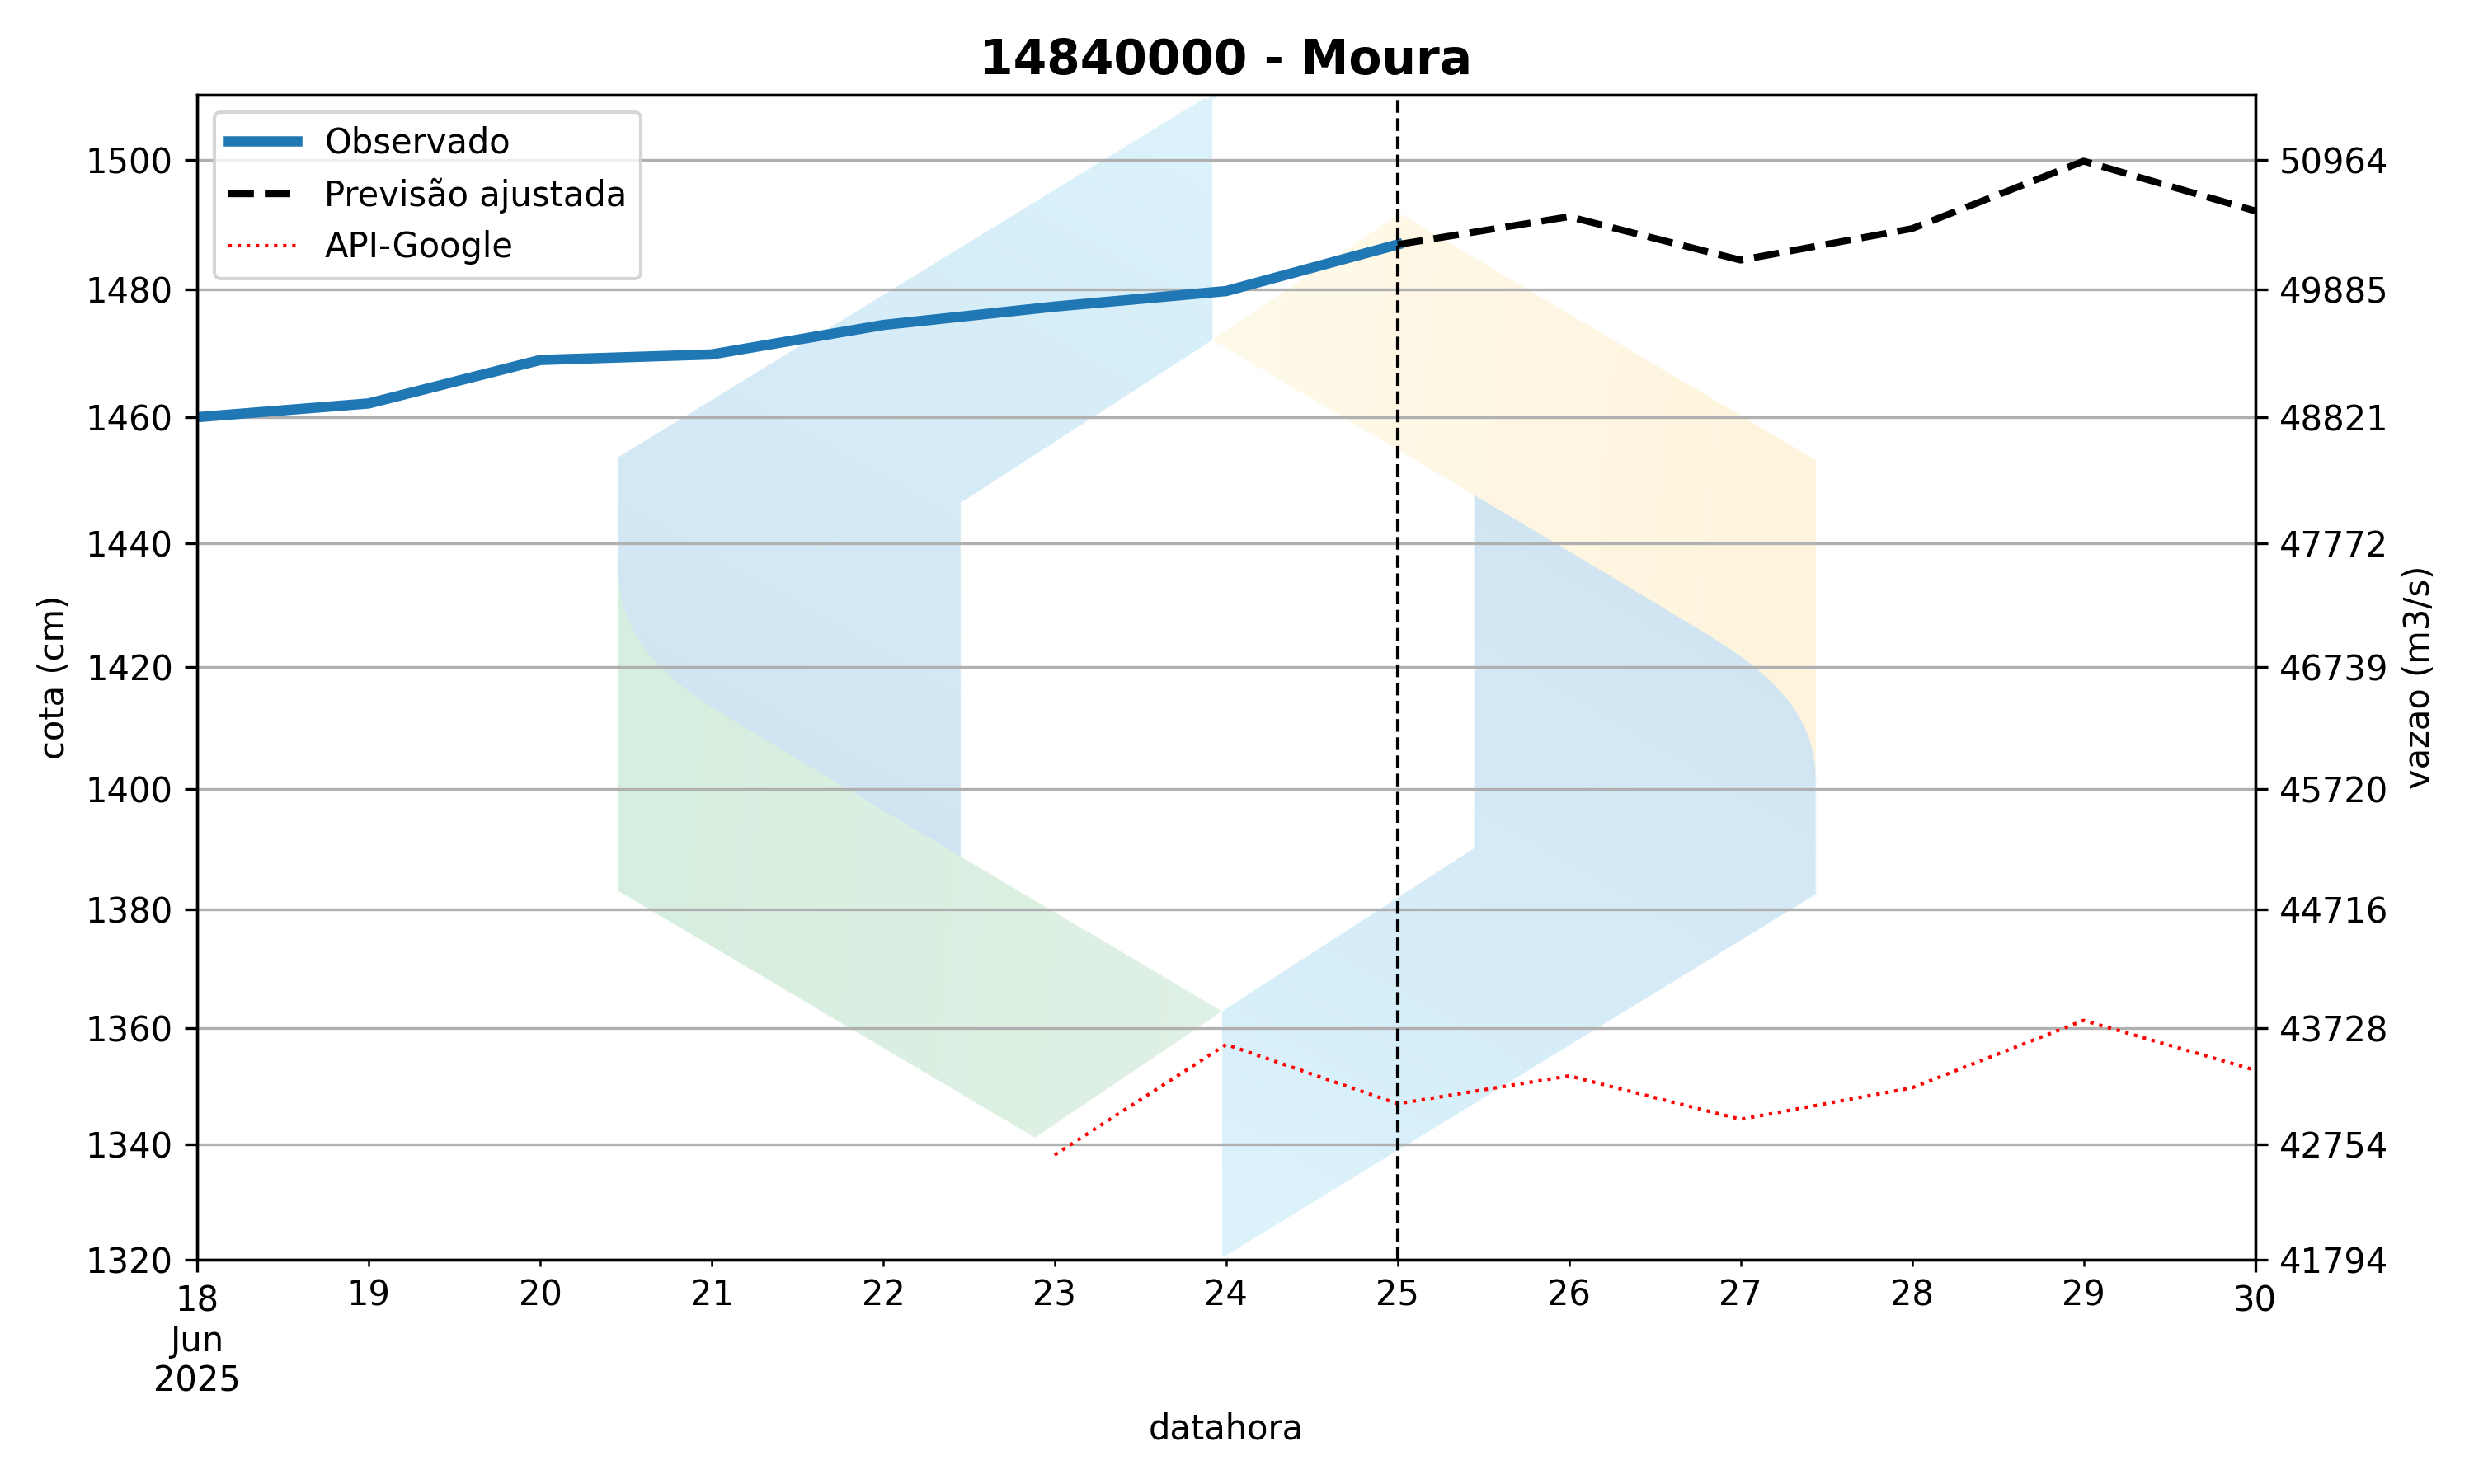 14840000 - Moura
Observado
Previsão ajustada
API-Google
1500
1480
1460
1440
1420
1400
1380
1360
1340
1320
cota (cm)
50964
49885
48821
47772
46739
45720
44716
43728
42754
41794
vazao (m3/s)
18 19 20 21 22 23 24 25 26 27 28 29 30
Jun
2025
datahora